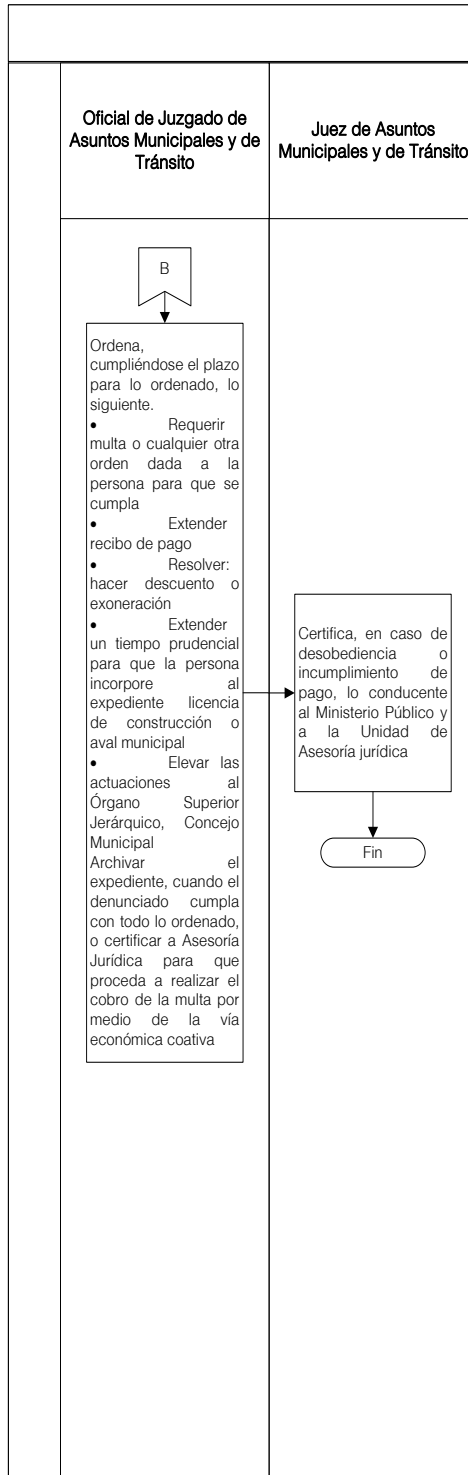 Oficial de Juzgado de
Asuntos Municipales y de
Tránsito
Juez de Asuntos
Municipales y de Tránsito
B
Ordena,
cumpliéndose el plazo
para lo ordenado, lo
siguiente.
• Requerir
multa o cualquier otra
orden dada a la
persona para que se
cumpla
• Extender
recibo de pago
• Resolver:
hacer descuento o
exoneración
• Extender
un tiempo prudencial
para que la persona
incorpore al
expediente licencia
de construcción o
aval municipal
• Elevar las
actuaciones al
Órgano Superior
Jerárquico, Concejo
Municipal
Archivar el
expediente, cuando el
denunciado cumpla
con todo lo ordenado,
o certificar a Asesoría
Jurídica para que
proceda a realizar el
cobro de la multa por
medio de la vía
económica coativa
Certifica, en caso de
desobediencia o
incumplimiento de
pago, lo conducente
al Ministerio Público y
a la Unidad de
Asesoría jurídica
Fin